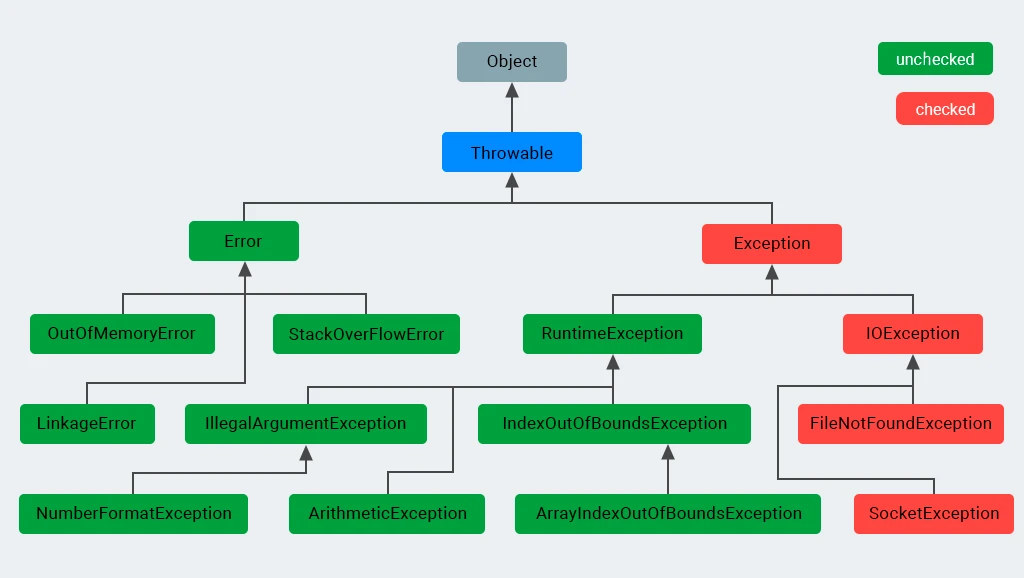 Object
unchecked
checked
Throwable
Error
Exception
OutOfMemoryError
StackOverFlowError
RuntimeException
IOException
LinkageError
IllegalArgumentException
IndexOutOfBoundsException
FileNotFoundException
NumberFormatException
ArithmeticException
ArrayIndexOutOfBoundsException
SocketException